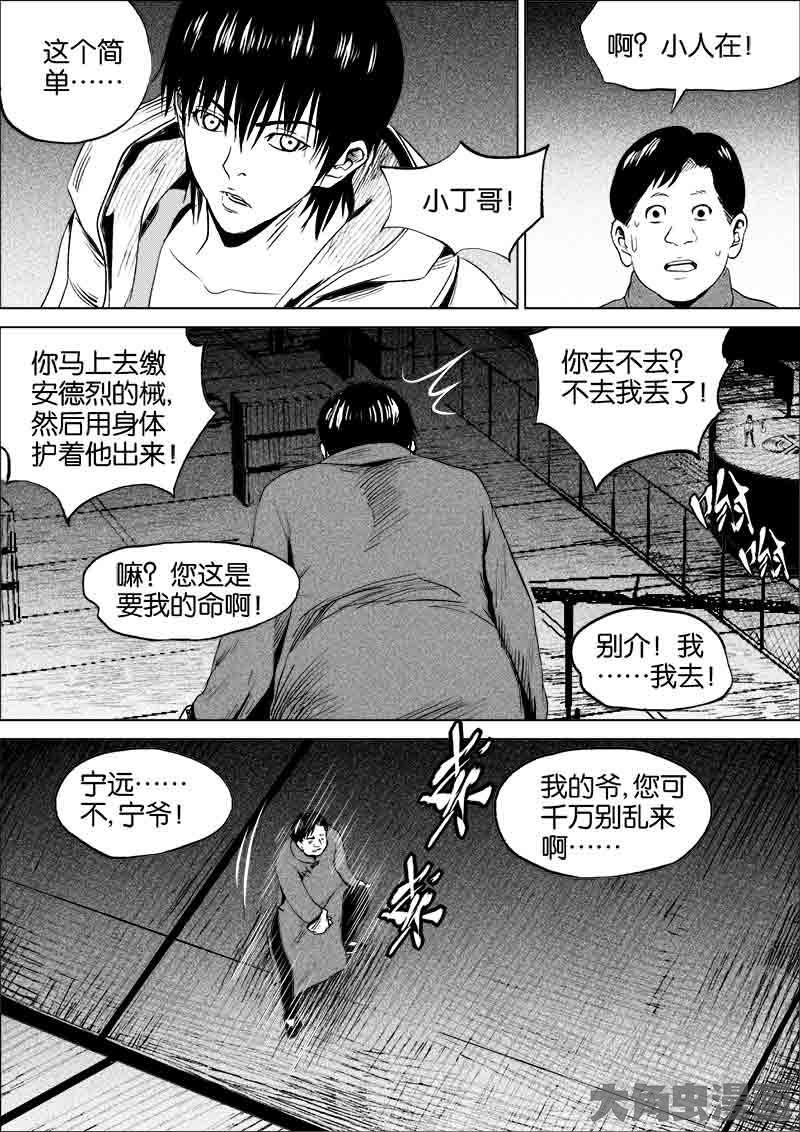 这个简
单……
小丁哥！
啊？小人在！
你马上去缴
安德烈的械，
然后用身体
护着他出来！
嘛？您这是
要我的命啊！
你去不去？
不去我丢了！
别介！我
……我去！
宁远……
不，宁爷！
我的爷，您可
千万别乱来
啊……
大角虫漫画